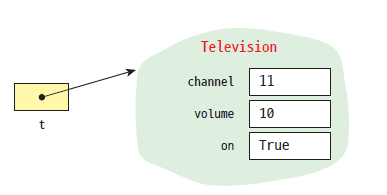 Television
channel 11
volume 10
on True
t